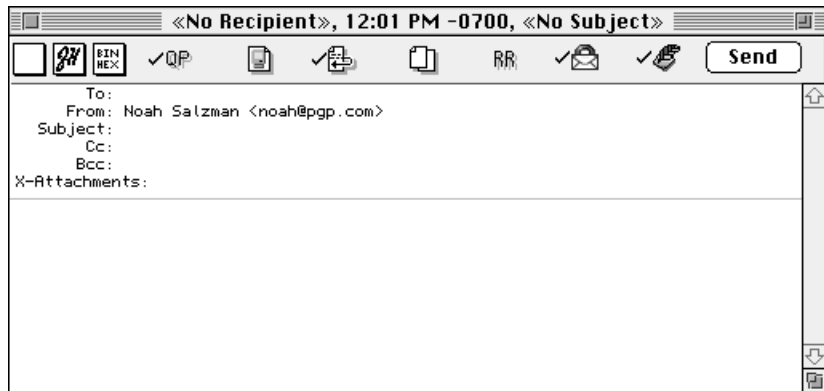 «No Recipient», 12:01 PM -0700, «No Subject»
BIN HEX QP RR Send
To:
From: Noah Salzman <noah@pgp.com>
Subject:
Cc:
Bcc:
X-Attachments: